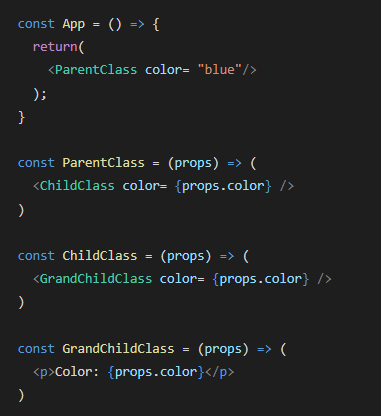 const App = () => {
return(
<ParentClass color= "blue"/>
);
}
const ParentClass = (props) => (
<ChildClass color= {props.color} />
)
const ChildClass = (props) => (
<GrandChildClass color= {props.color} />
)
const GrandChildClass = (props) => (
<p>Color: {props.color}</p>
)